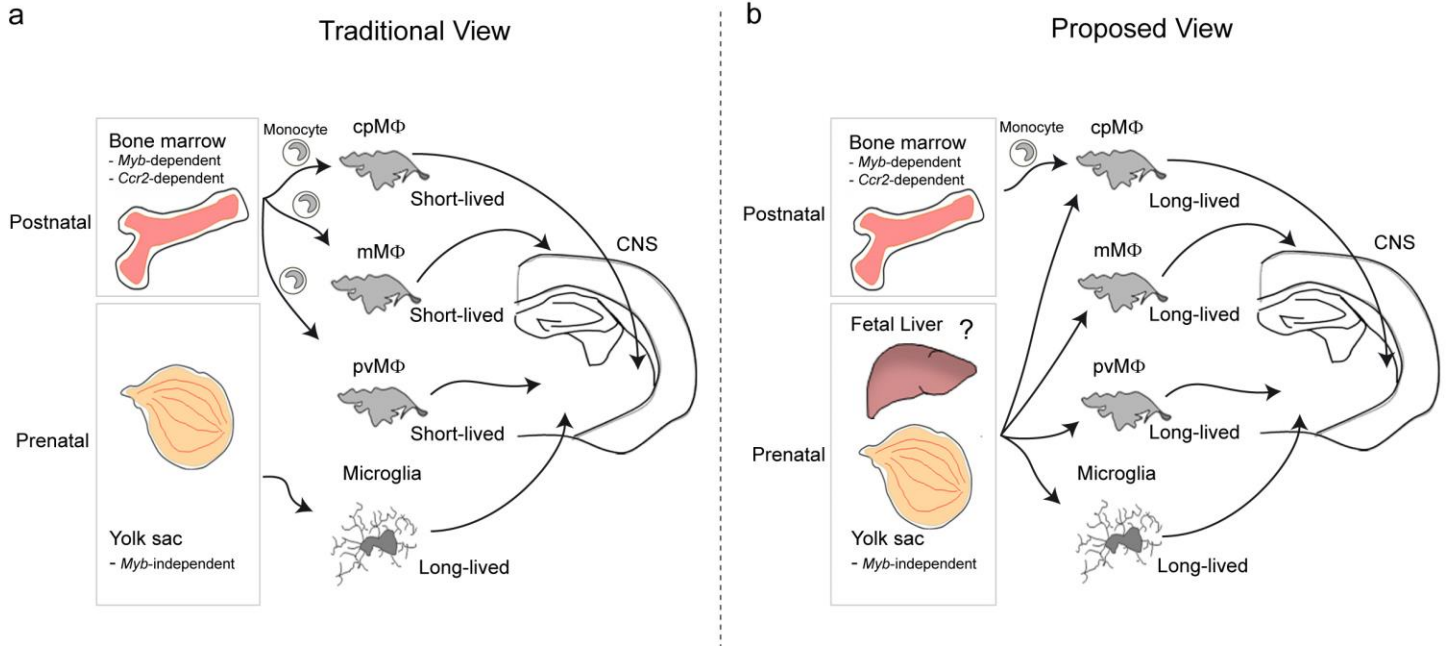 a
Traditional View
Postnatal
Bone marrow
- Myb-dependent
- Ccr2-dependent
Monocyte
cpMΦ
Short-lived
mMΦ
Short-lived
CNS
pvMΦ
Short-lived
Prenatal
Microglia
Yolk sac
- Myb-independent
Long-lived
b
Proposed View
Postnatal
Bone marrow
- Myb-dependent
- Ccr2-dependent
Monocyte
cpMΦ
Long-lived
mMΦ
Long-lived
CNS
Fetal Liver ?
pvMΦ
Long-lived
Prenatal
Microglia
Yolk sac
- Myb-independent
Long-lived